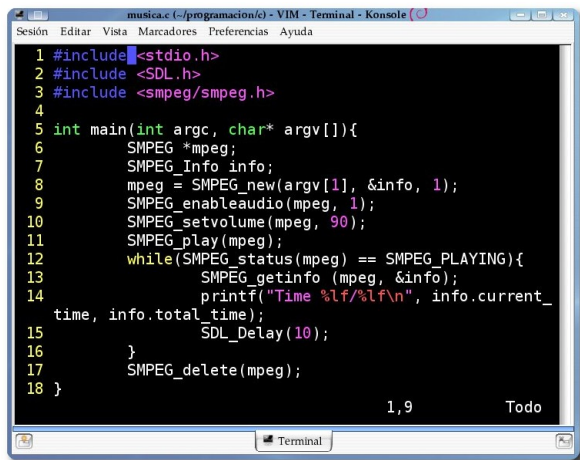 musica.c (~/programacion/c) - VIM - Terminal - Konsole
Sesión Editar Vista Marcadores Preferencias Ayuda
1 #include <stdio.h>
2 #include <SDL.h>
3 #include <smpeg/smpeg.h>
4
5 int main(int argc, char* argv[]){
6 SMPEG *mpeg;
7 SMPEG_Info info;
8 mpeg = SMPEG_new(argv[1], &info, 1);
9 SMPEG_enableaudio(mpeg, 1);
10 SMPEG_setvolume(mpeg, 90);
11 SMPEG_play(mpeg);
12 while(SMPEG_status(mpeg) == SMPEG_PLAYING){
13 SMPEG_getinfo (mpeg, &info);
14 printf("Time %lf/%lf\n", info.current_
time, info.total_time);
15 SDL_Delay(10);
16 }
17 SMPEG_delete(mpeg);
18 }
1,9 Todo
Terminal